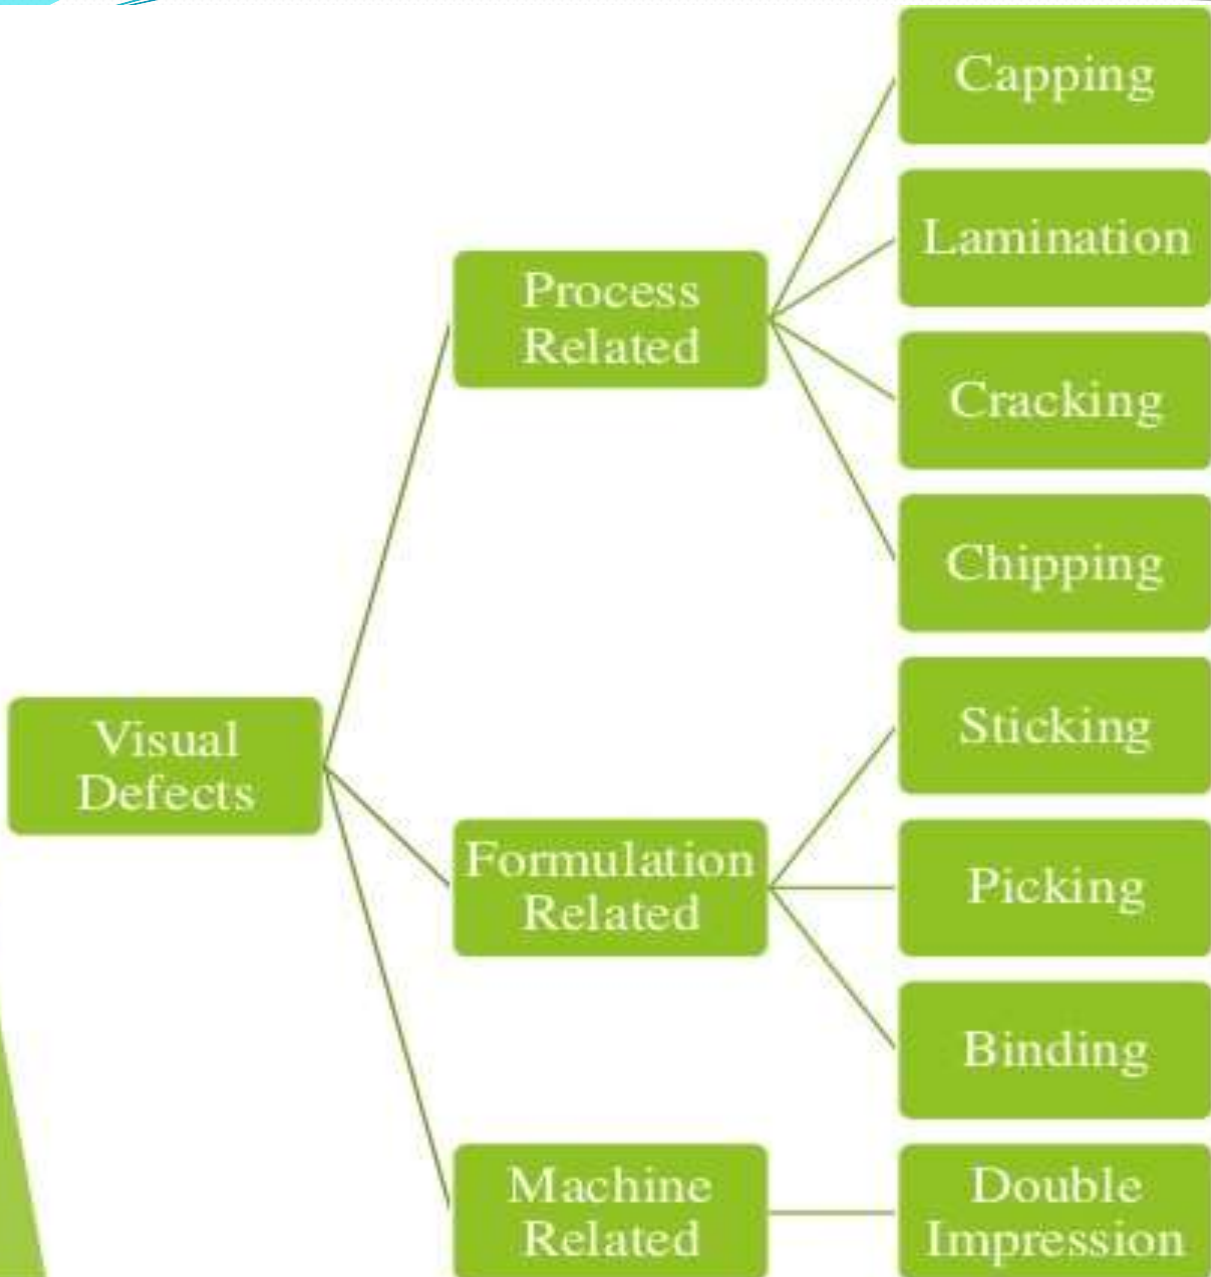 Visual
Defects
Process
Related
Capping
Lamination
Cracking
Chipping
Formulation
Related
Sticking
Picking
Binding
Machine
Related
Double
Impression